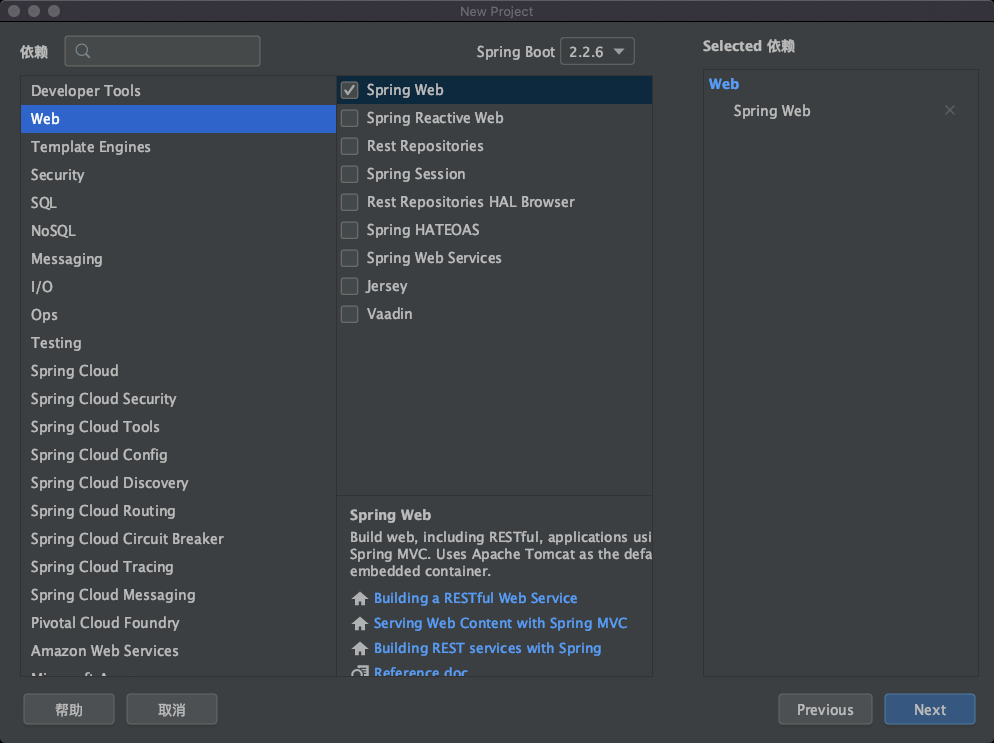 New Project
依赖
Spring Boot 2.2.6
Selected 依赖
Developer Tools
Web
Template Engines
Security
SQL
NoSQL
Messaging
I/O
Ops
Testing
Spring Cloud
Spring Cloud Security
Spring Cloud Tools
Spring Cloud Config
Spring Cloud Discovery
Spring Cloud Routing
Spring Cloud Circuit Breaker
Spring Cloud Tracing
Spring Cloud Messaging
Pivotal Cloud Foundry
Amazon Web Services
Spring Web
Spring Reactive Web
Rest Repositories
Spring Session
Rest Repositories HAL Browser
Spring HATEOAS
Spring Web Services
Jersey
Vaadin
Spring Web
Build web, including RESTful, applications usi
Spring MVC. Uses Apache Tomcat as the defa
embedded container.
Building a RESTful Web Service
Serving Web Content with Spring MVC
Building REST services with Spring
Reference doc
Web
Spring Web
帮助
取消
Previous
Next